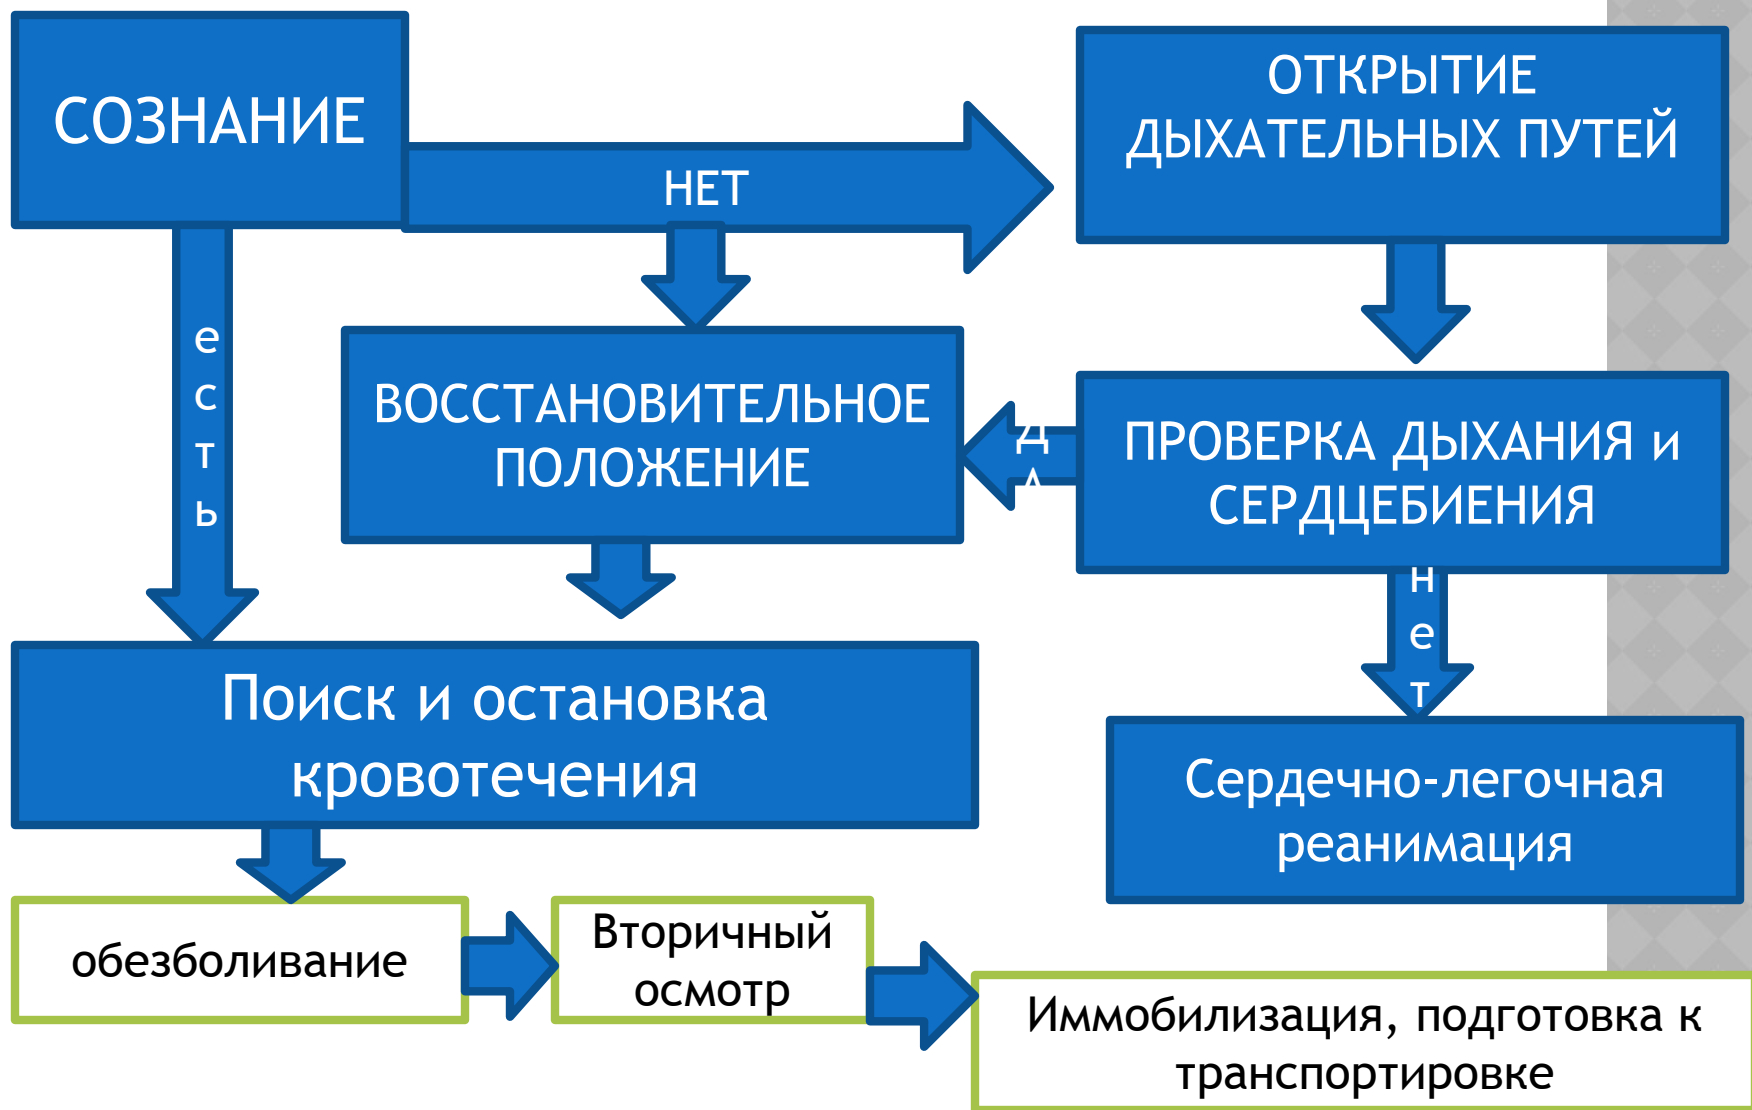 СОЗНАНИЕ
ОТКРЫТИЕ
ДЫХАТЕЛЬНЫХ ПУТЕЙ
НЕТ
е
с
т
ь
ВОССТАНОВИТЕЛЬНОЕ
ПОЛОЖЕНИЕ
Д
А
ПРОВЕРКА ДЫХАНИЯ и
СЕРДЦЕБИЕНИЯ
н
е
т
Поиск и остановка
кровотечения
Сердечно-легочная
реанимация
обезболивание
Вторичный
осмотр
Иммобилизация, подготовка к
транспортировке